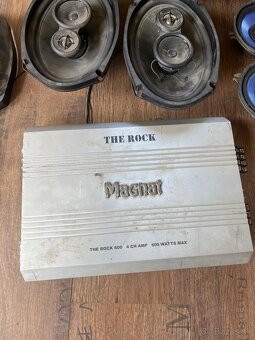 THE ROCK
Magnat
THE ROCK 600 4 CH AMP 600 WATTS MAX
M